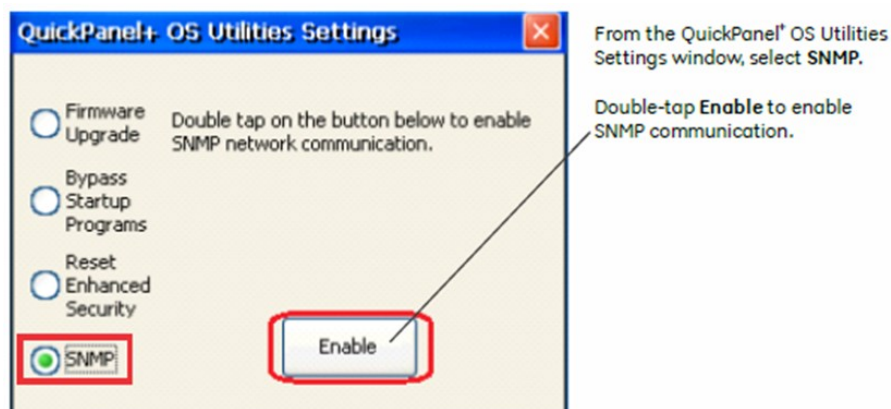 QuickPanel+ OS Utilities Settings
Firmware
Upgrade
Double tap on the button below to enable
SNMP network communication.
Bypass
Startup
Programs
Reset
Enhanced
Security
SNMP
Enable
From the QuickPanel⁺ OS Utilities
Settings window, select SNMP.
Double-tap Enable to enable
SNMP communication.